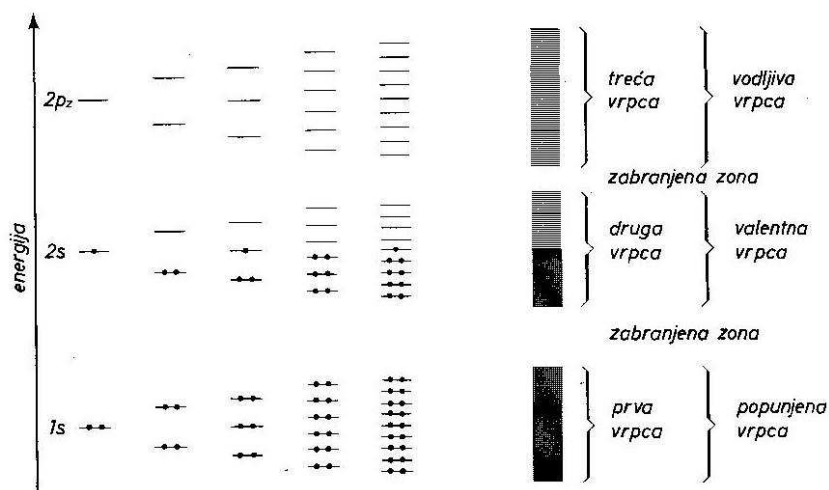 energija
2p₂
2s
1s
treća
vrpca
vodljiva
vrpca
zabranjena zona
druga
vrpca
valentna
vrpca
zabranjena zona
prva
vrpca
popunjena
vrpca